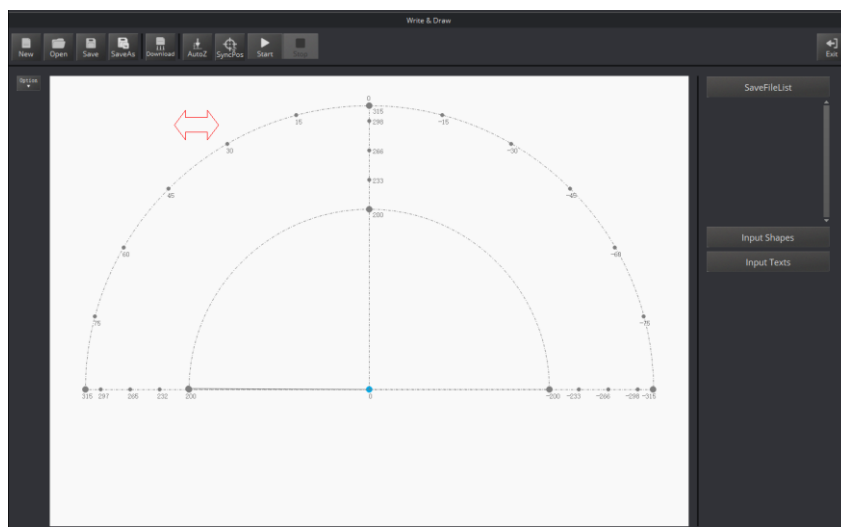 Write & Draw
New Open Save SaveAs Download AutoZ SyncPos Start Stop Exit
Option
SaveFileList
Input Shapes
Input Texts
0
315
15 298 -15
30 266 -30
45 233 -45
200
60 -60
75 -75
315 297 265 232 200 0 -200 -233 -266 -298 -315